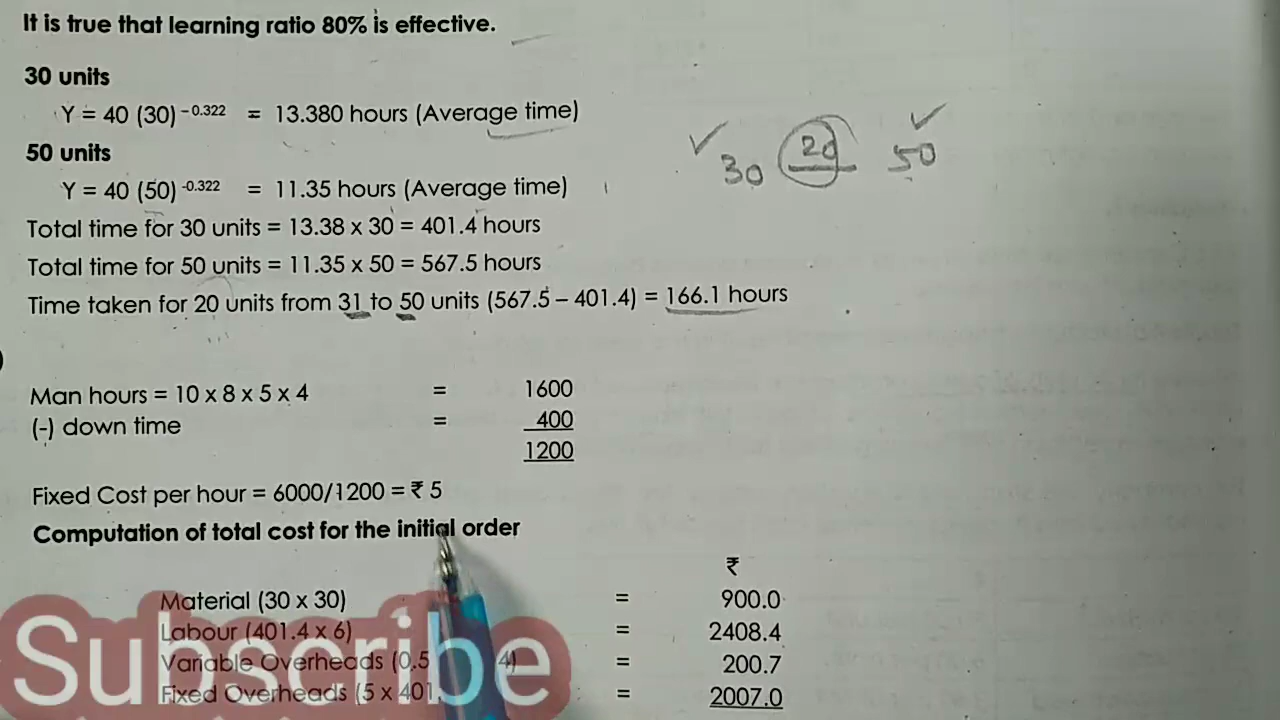 It is true that learning ratio 80% is effective.
30 units
Y = 40 (30) -0.322 = 13.380 hours (Average time)
50 units
Y = 40 (50) -0.322 = 11.35 hours (Average time)
30 20 50
Total time for 30 units = 13.38 x 30 = 401.4 hours
Total time for 50 units = 11.35 x 50 = 567.5 hours
Time taken for 20 units from 31 to 50 units (567.5 – 401.4) = 166.1 hours
Man hours = 10 x 8 x 5 x 4 = 1600
(-) down time = 400
1200
Fixed Cost per hour = 6000/1200 = ₹ 5
Computation of total cost for the initial order
₹
Material (30 x 30) = 900.0
Labour (401.4 x 6) = 2408.4
Variable Overheads (0.5 4) = 200.7
Fixed Overheads (5 x 401. = 2007.0
Subscribe